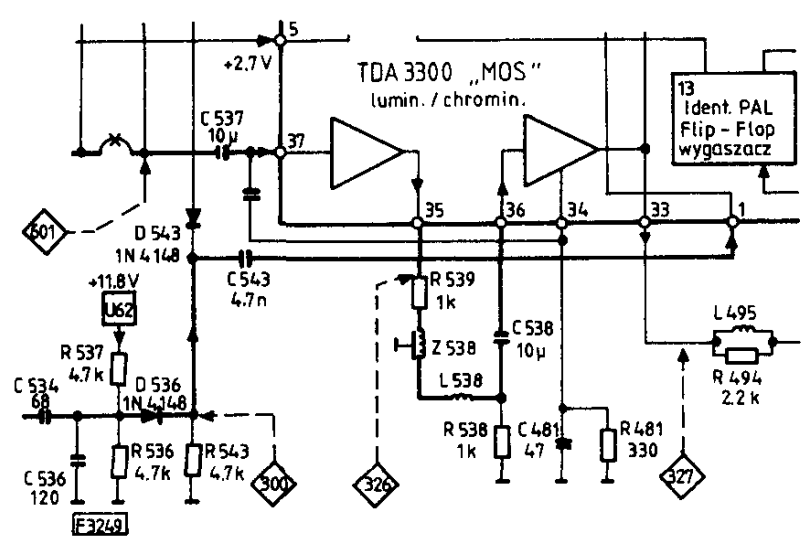 5
+2.7 V
TDA 3300 „MOS"
lumin. / chromin.
13
Ident. PAL
Flip - Flop
wygaszacz
C 537
10µ
37
35
36
34
33
1
601
D 543
1N 4148
C 543
4.7n
+11.8V
U62
R 537
4.7k
R 539
1k
Z 538
C 538
10µ
L 495
R 494
2.2 k
C 534
68
D 536
1N 4148
L 538
R 536
4.7k
R 543
4.7k
R 538
1k
C 481
47
R 481
330
C 536
120
300
326
327
F3249